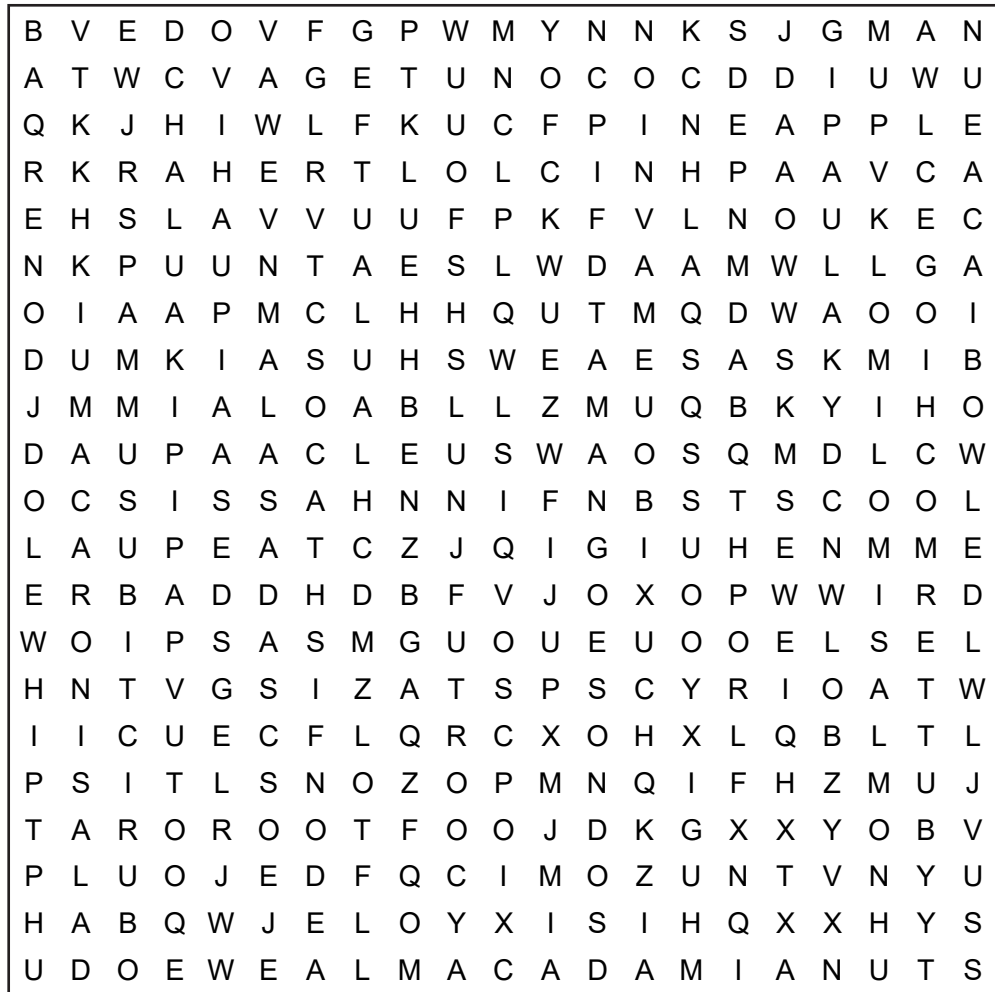 B V E D O V F G P W M Y N N K S J G M A N
A T W C V A G E T U N O C O C D D I U W U
Q K J H I W L F K U C F P I N E A P P L E
R K R A H E R T L O L C I N H P A A V C A
E H S L A V V U U F P K F V L N O U K E C
N K P U U N T A E S L W D A A M W L L G A
O I A A P M C L H H Q U T M Q D W A O O I
D U M K I A S U H S W E A E S A S K M I B
J M M I A L O A B L L Z M U Q B K Y I H O
D A U P A A C L E U S W A O S Q M D L C W
O C S I S S A H N N I F N B S T S C O O L
L A U P E A T C Z J Q I G I U H E N M M E
E R B A D D H D B F V J O X O P W W I R D
W O I P S A S M G U O U E U O O E L S E L
H N T V G S I Z A T S P S C Y R I O A T W
I I C U E C F L Q R C X O H X L Q B L T L
P S I T L S N O Z O P M N Q I F H Z M U J
T A R O R O O T F O O J D K G X X Y O B V
P L U O J E D F Q C I M O Z U N T V N Y U
H A B Q W J E L O Y X I S I H Q X X H Y S
U D O E W E A L M A C A D A M I A N U T S